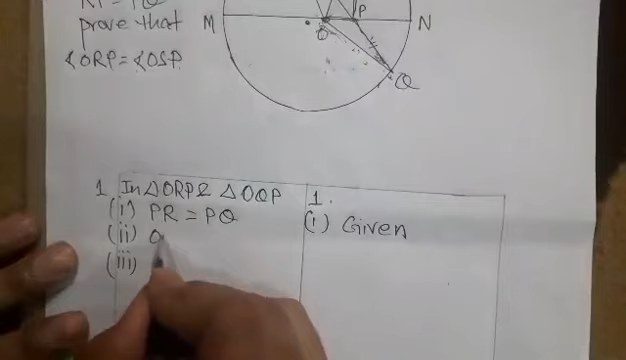 prove that
∠ORP = ∠OSP
M
O
P
N
Q
1 In △ORP & △OQP
(i) PR = PQ
(ii) O
(iii)
1.
(i) Given